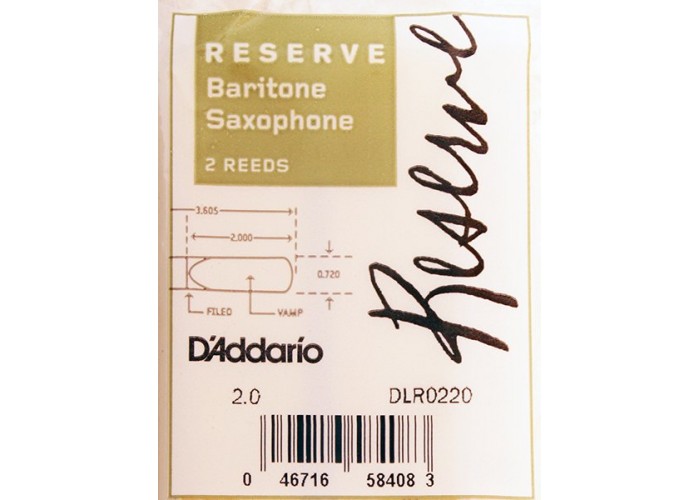 RESERVE
Baritone
Saxophone
2 REEDS
Reserve
3.605
2.000
0.720
FILED VAMP
D'Addario
2.0 DLR0220
0 46716 58408 3